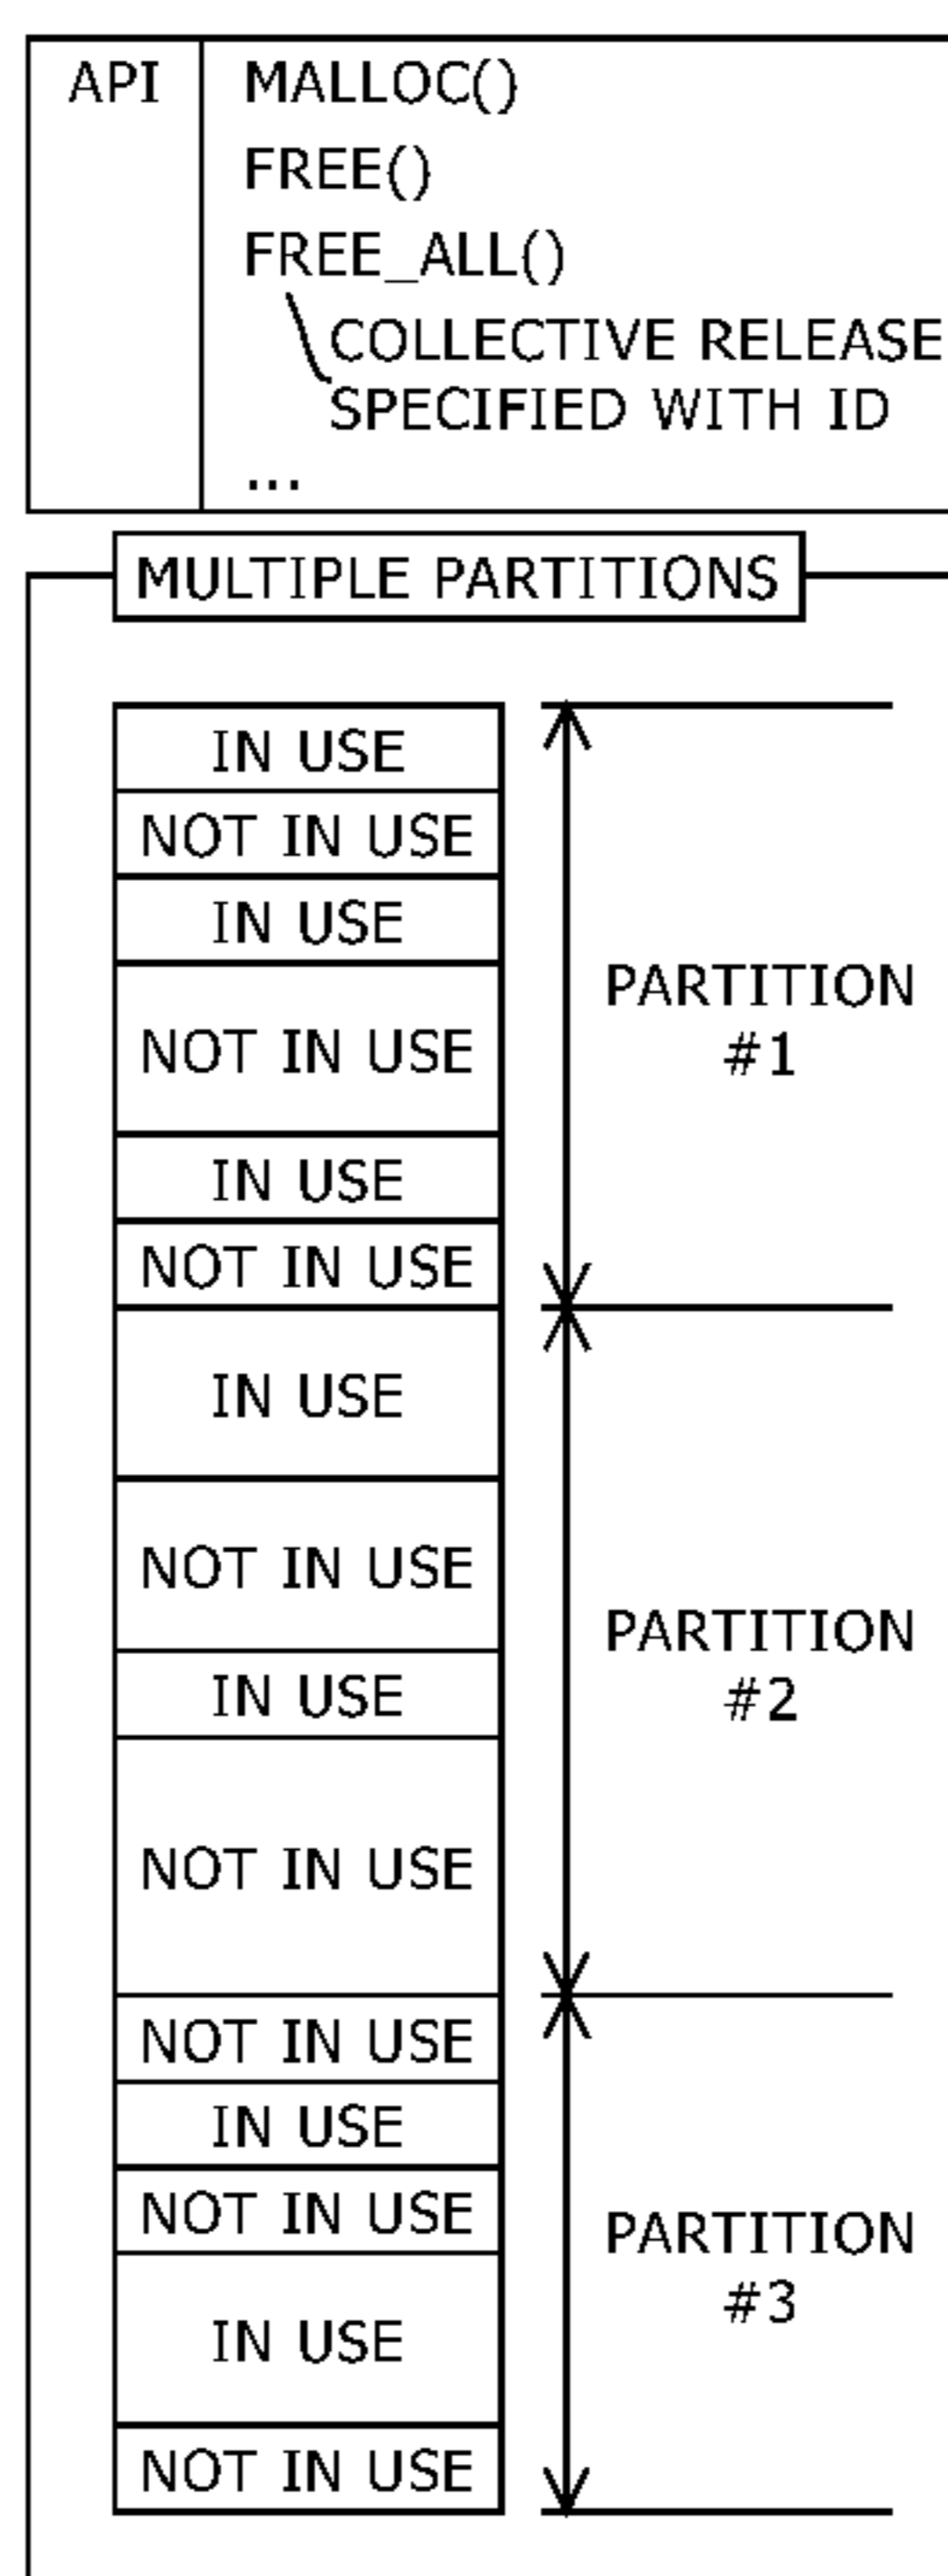 API
MALLOC()
FREE()
FREE_ALL()
COLLECTIVE RELEASE
SPECIFIED WITH ID
...
MULTIPLE PARTITIONS
IN USE
NOT IN USE
IN USE
NOT IN USE
IN USE
NOT IN USE
PARTITION
#1
IN USE
NOT IN USE
IN USE
NOT IN USE
PARTITION
#2
NOT IN USE
IN USE
NOT IN USE
IN USE
NOT IN USE
PARTITION
#3